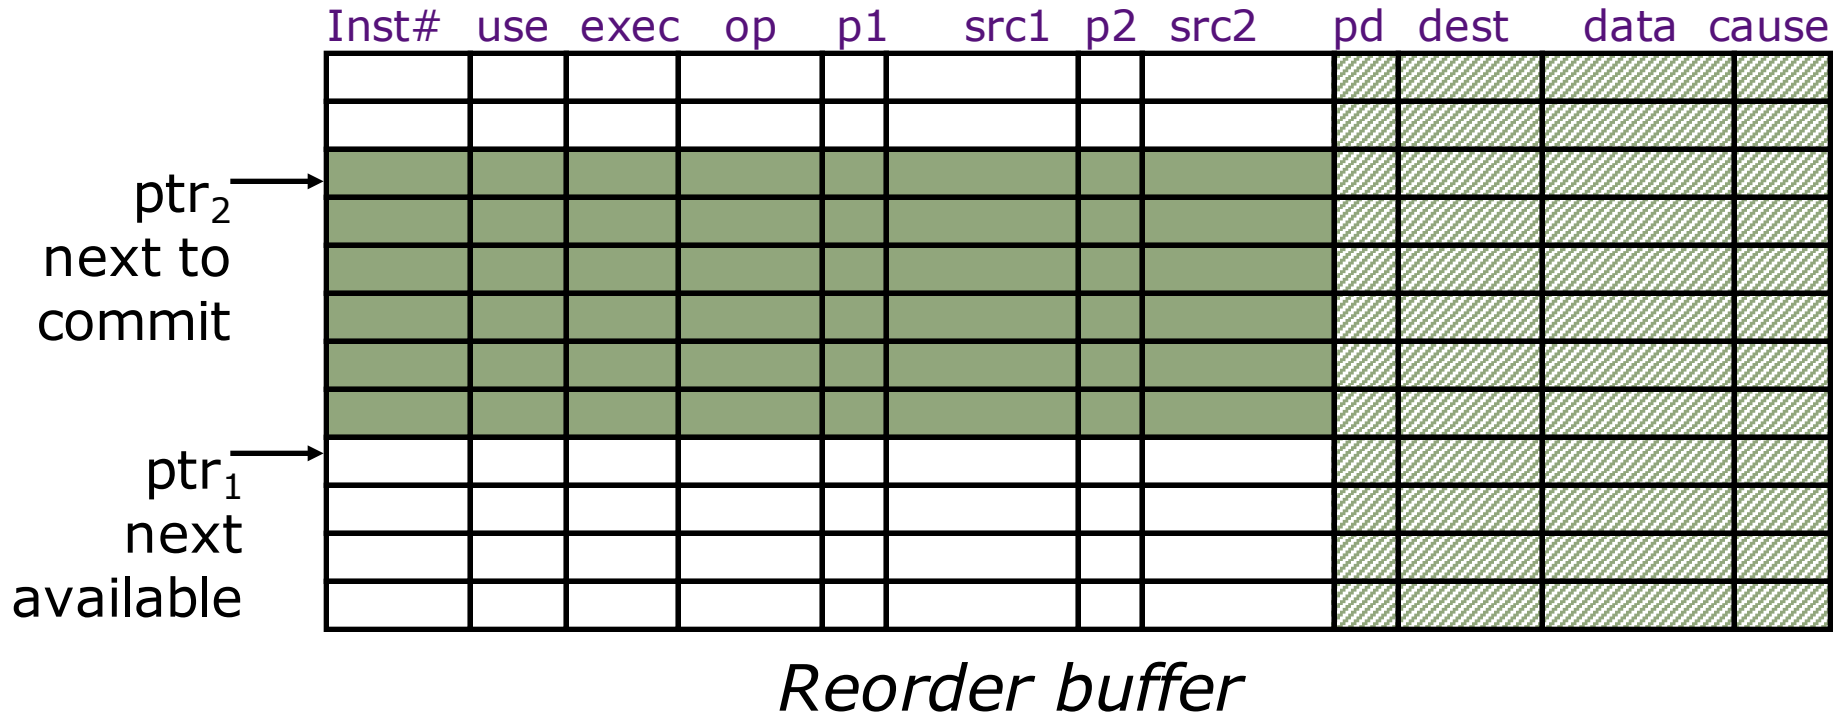 Inst# use exec op p1 src1 p2 src2 pd dest data cause
ptr₂
next to
commit
ptr₁
next
available
Reorder buffer